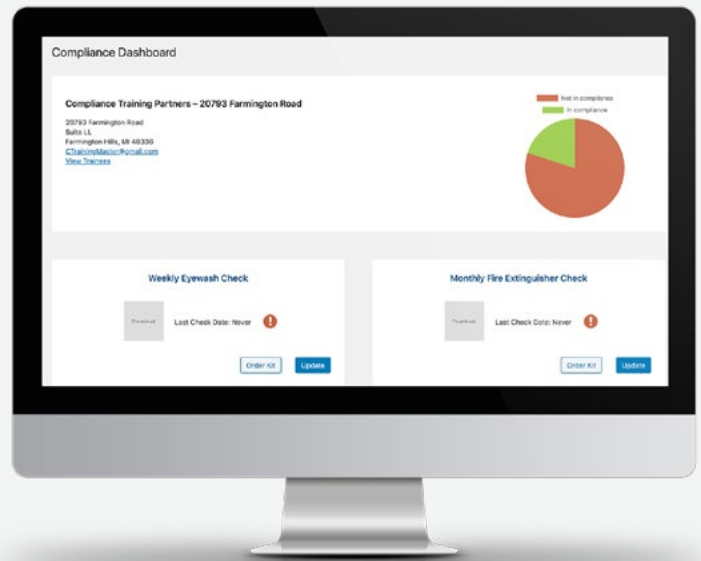 Compliance Dashboard
Compliance Training Partners – 20793 Farmington Road
20793 Farmington Road
Suite LL
Farmington Hills, MI 48336
CTrainingMaster@gmail.com
View Trainees
Not in compliance
In compliance
Weekly Eyewash Check
Thumbnail
Last Check Date: Never
Order Kit
Update
Monthly Fire Extinguisher Check
Thumbnail
Last Check Date: Never
Order Kit
Update